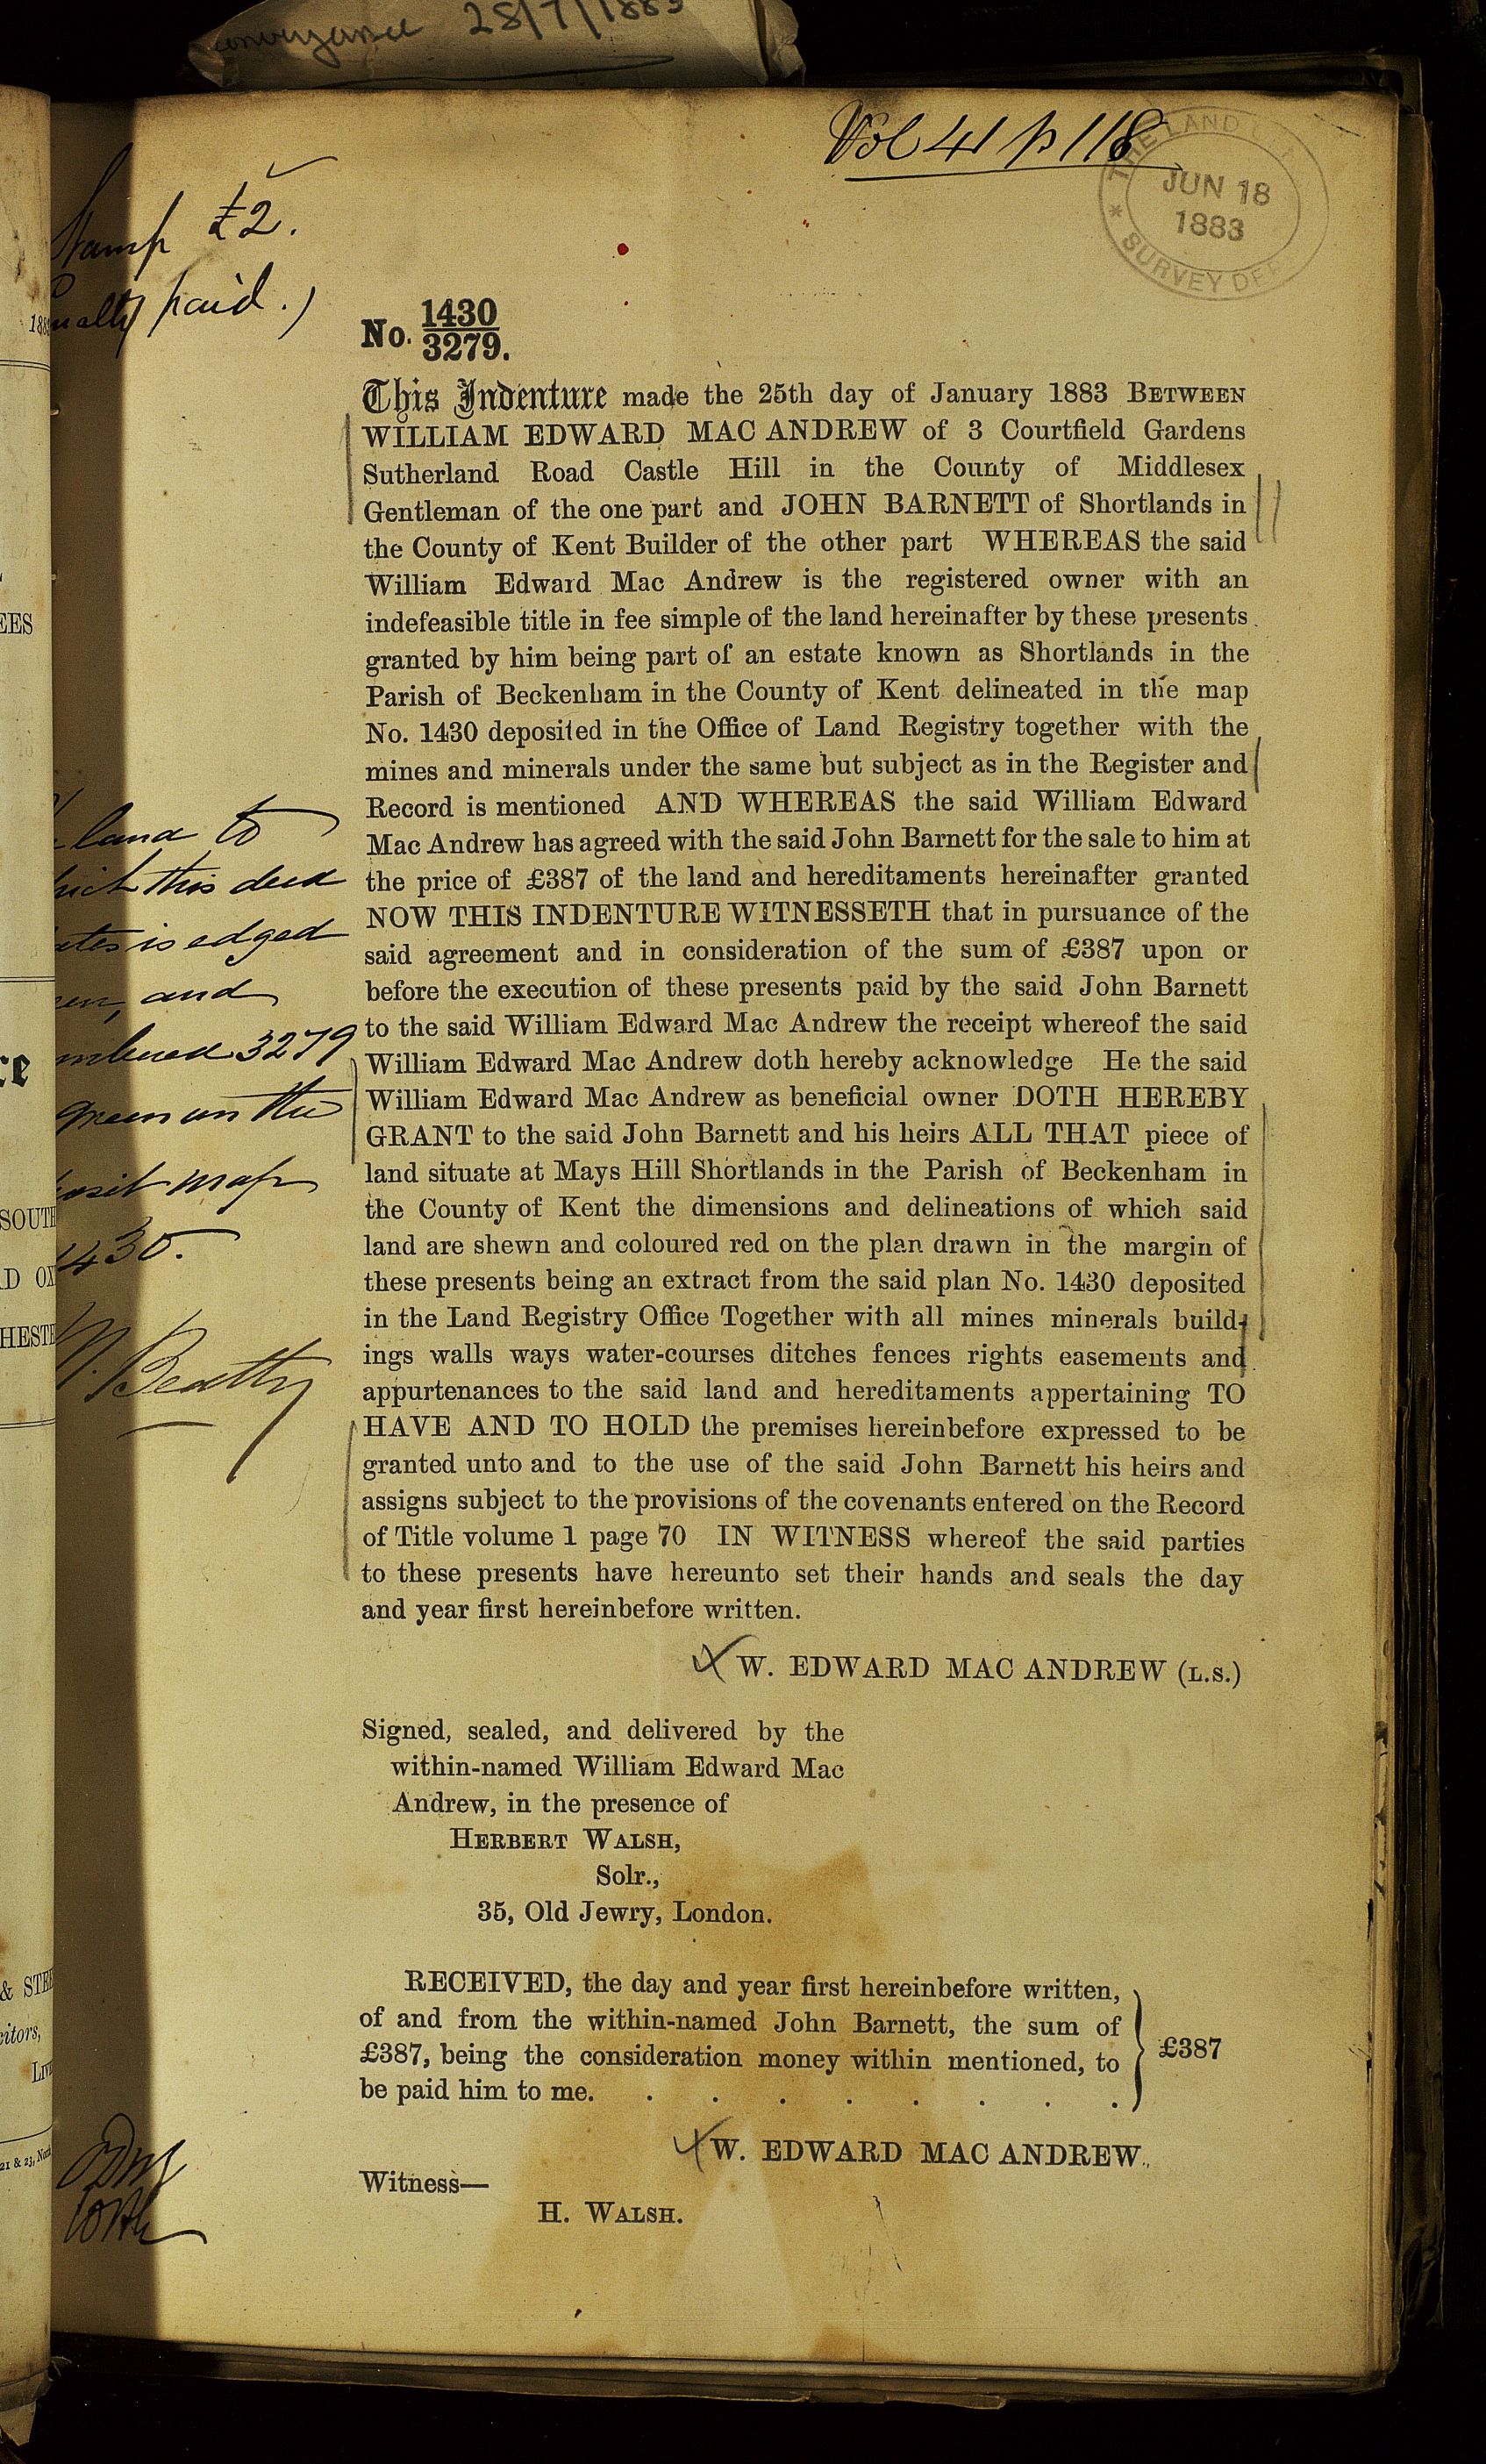 conveyance 28/7/1883
Vol 41 p 118
THE LAND
JUN 18
1883
* SURVEY DEP
Stamp £2.
paid.)
No. 1430
3279.
This Indenture made the 25th day of January 1883 BETWEEN
WILLIAM EDWARD MAC ANDREW of 3 Courtfield Gardens
Sutherland Road Castle Hill in the County of Middlesex
Gentleman of the one part and JOHN BARNETT of Shortlands in
the County of Kent Builder of the other part WHEREAS the said
William Edward Mac Andrew is the registered owner with an
indefeasible title in fee simple of the land hereinafter by these presents
granted by him being part of an estate known as Shortlands in the
Parish of Beckenham in the County of Kent delineated in the map
No. 1430 deposited in the Office of Land Registry together with the
mines and minerals under the same but subject as in the Register and
Record is mentioned AND WHEREAS the said William Edward
Mac Andrew has agreed with the said John Barnett for the sale to him at
the price of £387 of the land and hereditaments hereinafter granted
NOW THIS INDENTURE WITNESSETH that in pursuance of the
said agreement and in consideration of the sum of £387 upon or
before the execution of these presents paid by the said John Barnett
to the said William Edward Mac Andrew the receipt whereof the said
William Edward Mac Andrew doth hereby acknowledge He the said
William Edward Mac Andrew as beneficial owner DOTH HEREBY
GRANT to the said John Barnett and his heirs ALL THAT piece of
land situate at Mays Hill Shortlands in the Parish of Beckenham in
the County of Kent the dimensions and delineations of which said
land are shewn and coloured red on the plan drawn in the margin of
these presents being an extract from the said plan No. 1430 deposited
in the Land Registry Office Together with all mines minerals build-
ings walls ways water-courses ditches fences rights easements and
appurtenances to the said land and hereditaments appertaining TO
HAVE AND TO HOLD the premises hereinbefore expressed to be
granted unto and to the use of the said John Barnett his heirs and
assigns subject to the provisions of the covenants entered on the Record
of Title volume 1 page 70 IN WITNESS whereof the said parties
to these presents have hereunto set their hands and seals the day
and year first hereinbefore written.
W. EDWARD MAC ANDREW (L.S.)
Signed, sealed, and delivered by the
within-named William Edward Mac
Andrew, in the presence of
HERBERT WALSH,
Solr.,
35, Old Jewry, London.
RECEIVED, the day and year first hereinbefore written,
of and from the within-named John Barnett, the sum of
£387, being the consideration money within mentioned, to
be paid him to me. . . . . . . . .
£387
W. EDWARD MAC ANDREW.
Witness—
H. WALSH.
land to
this deed
is edged
and
3279
green on the
map
430.
Beatty
EES
SOUTH
HESTE
& STRE
21 & 23, Nort